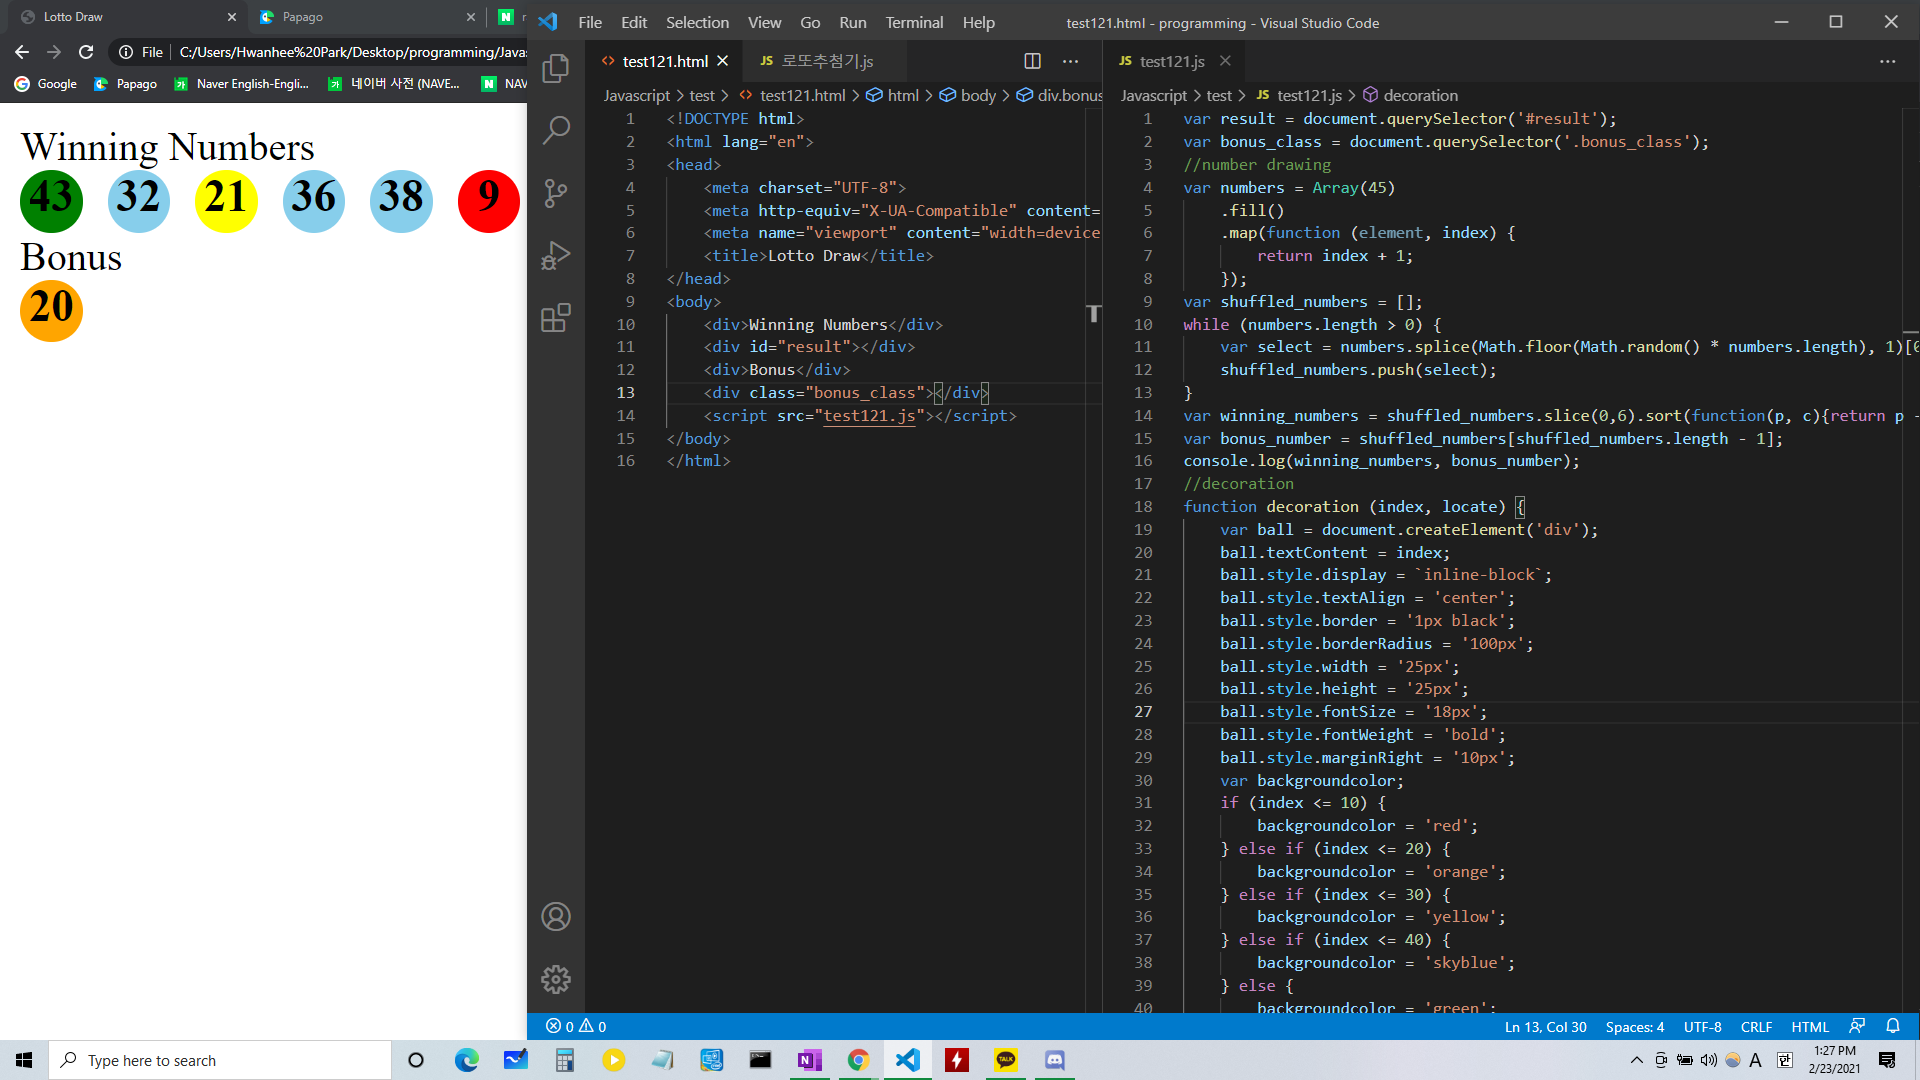 Lotto Draw
Papago
File
C:/Users/Hwanhee%20Park/Desktop/programming/Javas
Google
Papago
Naver English-Engli...
네이버 사전 (NAVE...
NAV
Winning Numbers
43 32 21 36 38 9
Bonus
20
File Edit Selection View Go Run Terminal Help
test121.html - programming - Visual Studio Code
test121.html
JS 로또추첨기.js
Javascript > test > test121.html > html > body > div.bonus
1 <!DOCTYPE html>
2 <html lang="en">
3 <head>
4 <meta charset="UTF-8">
5 <meta http-equiv="X-UA-Compatible" content=
6 <meta name="viewport" content="width=device
7 <title>Lotto Draw</title>
8 </head>
9 <body>
10 <div>Winning Numbers</div>
11 <div id="result"></div>
12 <div>Bonus</div>
13 <div class="bonus_class"></div>
14 <script src="test121.js"></script>
15 </body>
16 </html>
JS test121.js
Javascript > test > JS test121.js > decoration
1 var result = document.querySelector('#result');
2 var bonus_class = document.querySelector('.bonus_class');
3 //number drawing
4 var numbers = Array(45)
5 .fill()
6 .map(function (element, index) {
7 return index + 1;
8 });
9 var shuffled_numbers = [];
10 while (numbers.length > 0) {
11 var select = numbers.splice(Math.floor(Math.random() * numbers.length), 1)[0
12 shuffled_numbers.push(select);
13 }
14 var winning_numbers = shuffled_numbers.slice(0,6).sort(function(p, c){return p -
15 var bonus_number = shuffled_numbers[shuffled_numbers.length - 1];
16 console.log(winning_numbers, bonus_number);
17 //decoration
18 function decoration (index, locate) {
19 var ball = document.createElement('div');
20 ball.textContent = index;
21 ball.style.display = `inline-block`;
22 ball.style.textAlign = 'center';
23 ball.style.border = '1px black';
24 ball.style.borderRadius = '100px';
25 ball.style.width = '25px';
26 ball.style.height = '25px';
27 ball.style.fontSize = '18px';
28 ball.style.fontWeight = 'bold';
29 ball.style.marginRight = '10px';
30 var backgroundcolor;
31 if (index <= 10) {
32 backgroundcolor = 'red';
33 } else if (index <= 20) {
34 backgroundcolor = 'orange';
35 } else if (index <= 30) {
36 backgroundcolor = 'yellow';
37 } else if (index <= 40) {
38 backgroundcolor = 'skyblue';
39 } else {
40 backgroundcolor = 'green';
0 0
Ln 13, Col 30 Spaces: 4 UTF-8 CRLF HTML
Type here to search
TALK
A 한
1:27 PM
2/23/2021